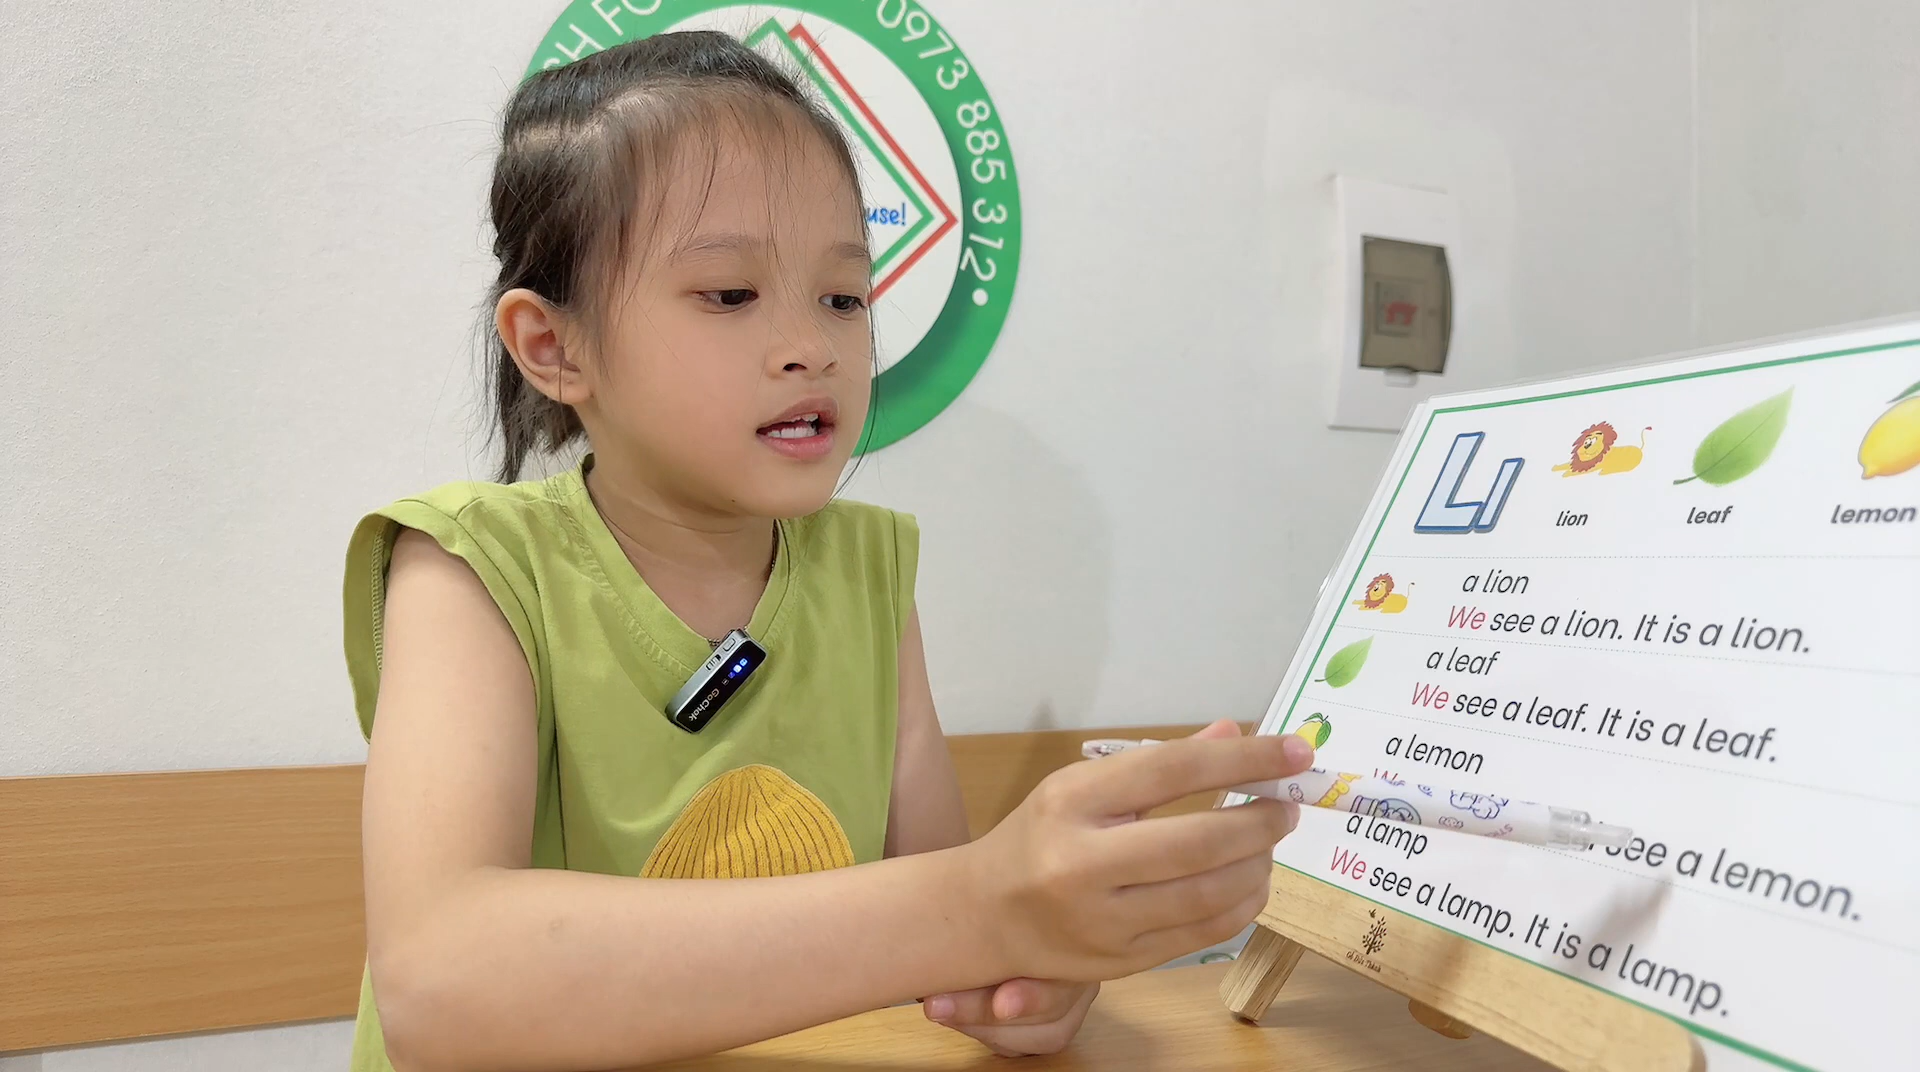 0973 885 312•
use!
GoChek
Ll
lion leaf lemon
a lion
We see a lion. It is a lion.
a leaf
We see a leaf. It is a leaf.
a lemon
We see a lemon.
a lamp
We see a lamp. It is a lamp.